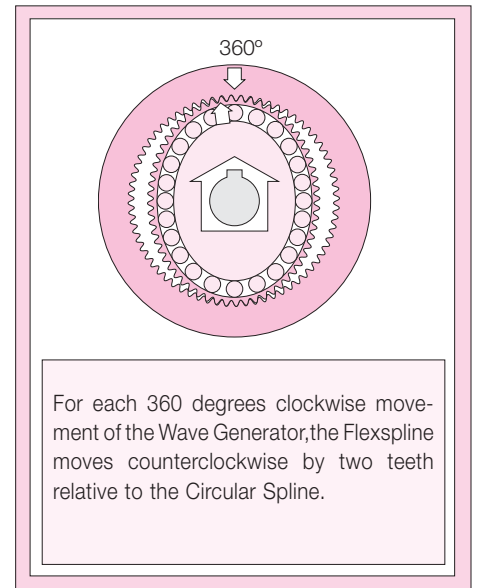 360º
For each 360 degrees clockwise move-
ment of the Wave Generator,the Flexspline
moves counterclockwise by two teeth
relative to the Circular Spline.